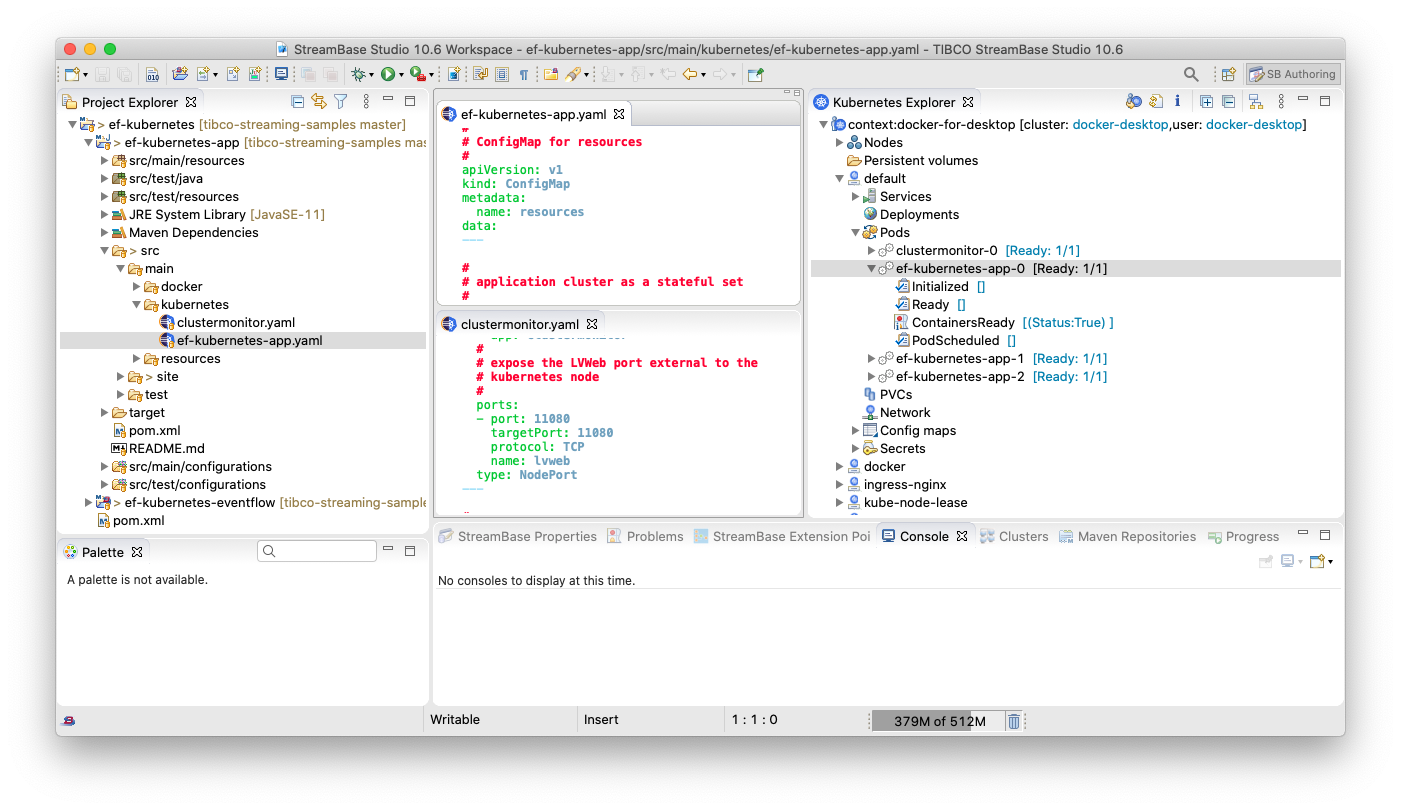 StreamBase Studio 10.6 Workspace - ef-kubernetes-app/src/main/kubernetes/ef-kubernetes-app.yaml - TIBCO StreamBase Studio 10.6
SB Authoring
Project Explorer
> ef-kubernetes [tibco-streaming-samples master]
> ef-kubernetes-app [tibco-streaming-samples mas
src/main/resources
src/test/java
src/test/resources
JRE System Library [JavaSE-11]
Maven Dependencies
> src
main
docker
kubernetes
clustermonitor.yaml
ef-kubernetes-app.yaml
resources
> site
test
target
pom.xml
README.md
src/main/configurations
src/test/configurations
> ef-kubernetes-eventflow [tibco-streaming-sample
pom.xml
Palette
A palette is not available.
ef-kubernetes-app.yaml
#
# ConfigMap for resources
#
apiVersion: v1
kind: ConfigMap
metadata:
name: resources
data:
---
#
# application cluster as a stateful set
#
clustermonitor.yaml
#
# expose the LVWeb port external to the
# kubernetes node
#
ports:
- port: 11080
targetPort: 11080
protocol: TCP
name: lvweb
type: NodePort
---
Kubernetes Explorer
context:docker-for-desktop [cluster: docker-desktop,user: docker-desktop]
Nodes
Persistent volumes
default
Services
Deployments
Pods
clustermonitor-0 [Ready: 1/1]
ef-kubernetes-app-0 [Ready: 1/1]
Initialized []
Ready []
ContainersReady [(Status:True) ]
PodScheduled []
ef-kubernetes-app-1 [Ready: 1/1]
ef-kubernetes-app-2 [Ready: 1/1]
PVCs
Network
Config maps
Secrets
docker
ingress-nginx
kube-node-lease
StreamBase Properties
Problems
StreamBase Extension Poi
Console
Clusters
Maven Repositories
Progress
No consoles to display at this time.
Writable
Insert
1 : 1 : 0
379M of 512M